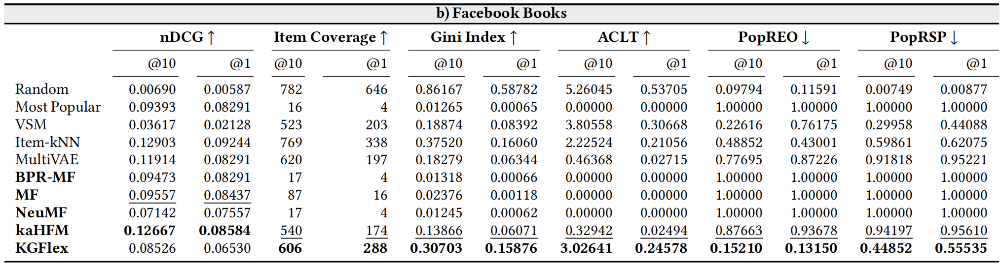 b) Facebook Books
nDCG ↑ Item Coverage ↑ Gini Index ↑ ACLT ↑ PopREO ↓ PopRSP ↓
@10 @1 @10 @1 @10 @1 @10 @1 @10 @1 @10 @1
Random 0.00690 0.00587 782 646 0.86167 0.58782 5.26045 0.53705 0.09794 0.11591 0.00749 0.00877
Most Popular 0.09393 0.08291 16 4 0.01265 0.00065 0.00000 0.00000 1.00000 1.00000 1.00000 1.00000
VSM 0.03617 0.02128 523 203 0.18874 0.08392 3.80558 0.30668 0.22616 0.76175 0.29958 0.44088
Item-kNN 0.12903 0.09244 769 338 0.37520 0.16060 2.22524 0.21056 0.48852 0.43001 0.59861 0.62075
MultiVAE 0.11914 0.08291 620 197 0.18279 0.06344 0.46368 0.02715 0.77695 0.87226 0.91818 0.95221
BPR-MF 0.09473 0.08291 17 4 0.01318 0.00066 0.00000 0.00000 1.00000 1.00000 1.00000 1.00000
MF 0.09557 0.08437 87 16 0.02376 0.00118 0.00000 0.00000 1.00000 1.00000 1.00000 1.00000
NeuMF 0.07142 0.07557 17 4 0.01245 0.00062 0.00000 0.00000 1.00000 1.00000 1.00000 1.00000
kaHFM 0.12667 0.08584 540 174 0.13866 0.06071 0.32942 0.02494 0.87663 0.93678 0.94197 0.95610
KGFlex 0.08526 0.06530 606 288 0.30703 0.15876 3.02641 0.24578 0.15210 0.13150 0.44852 0.55535